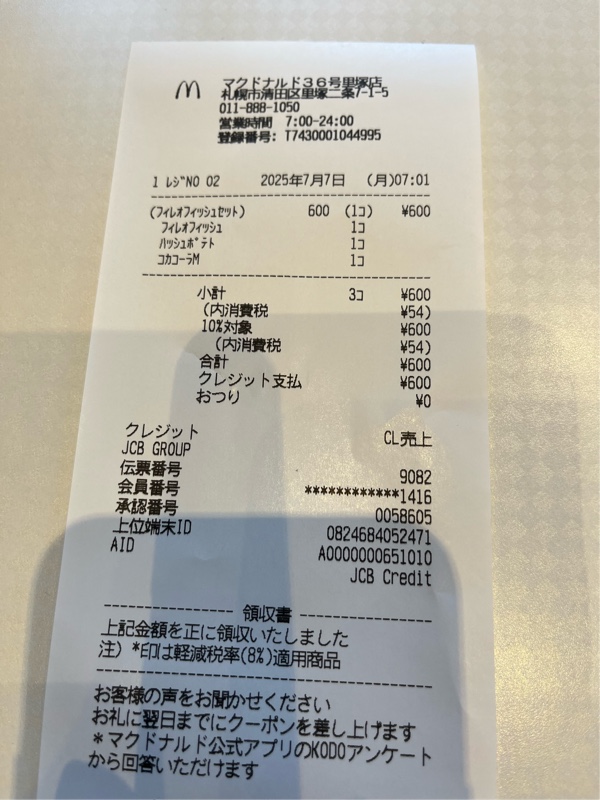 マクドナルド36号里塚店
札幌市清田区里塚二条7-1-5
011-888-1050
営業時間 7:00-24:00
登録番号: T7430001044995
1 ﾚｼﾞNO 02 2025年7月7日 (月)07:01
(ﾌｨﾚｵﾌｨｯｼｭｾｯﾄ) 600 (1ｺ) ¥600
ﾌｨﾚｵﾌｨｯｼｭ 1ｺ
ﾊｯｼｭﾎﾟﾃﾄ 1ｺ
ｺｶｺｰﾗM 1ｺ
小計 3ｺ ¥600
(内消費税 ¥54)
10%対象 ¥600
(内消費税 ¥54)
合計 ¥600
クレジット支払 ¥600
おつり ¥0
クレジット CL売上
JCB GROUP
伝票番号 9082
会員番号 ************1416
承認番号 0058605
上位端末ID 0824684052471
AID A0000000651010
JCB Credit
---------------- 領収書 ----------------
上記金額を正に領収いたしました
注) *印は軽減税率(8%)適用商品
お客様の声をお聞かせください
お礼に翌日までにクーポンを差し上げます
*マクドナルド公式アプリのKODOアンケート
から回答いただけます